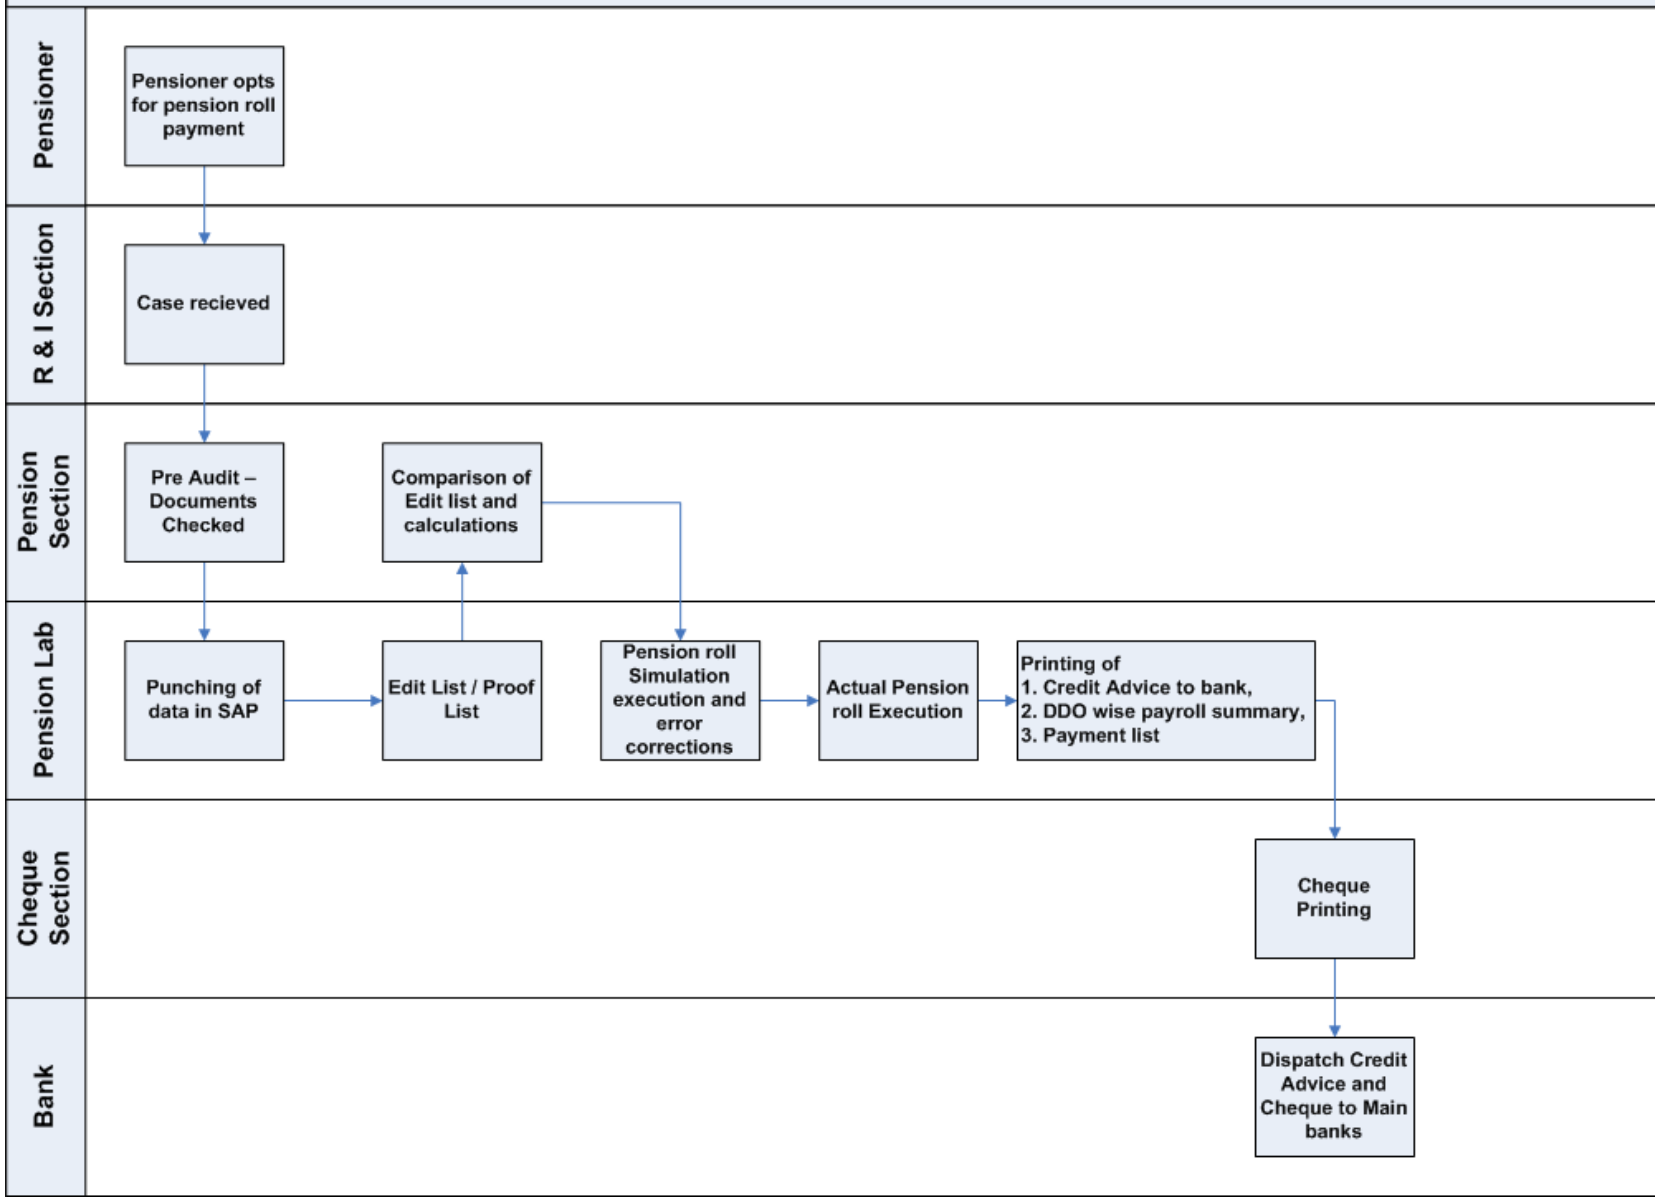 Pensioner
Pensioner opts
for pension roll
payment
R & I Section
Case recieved
Pension
Section
Pre Audit –
Documents
Checked
Comparison of
Edit list and
calculations
Pension Lab
Punching of
data in SAP
Edit List / Proof
List
Pension roll
Simulation
execution and
error
corrections
Actual Pension
roll Execution
Printing of
1. Credit Advice to bank,
2. DDO wise payroll summary,
3. Payment list
Cheque
Section
Cheque
Printing
Bank
Dispatch Credit
Advice and
Cheque to Main
banks